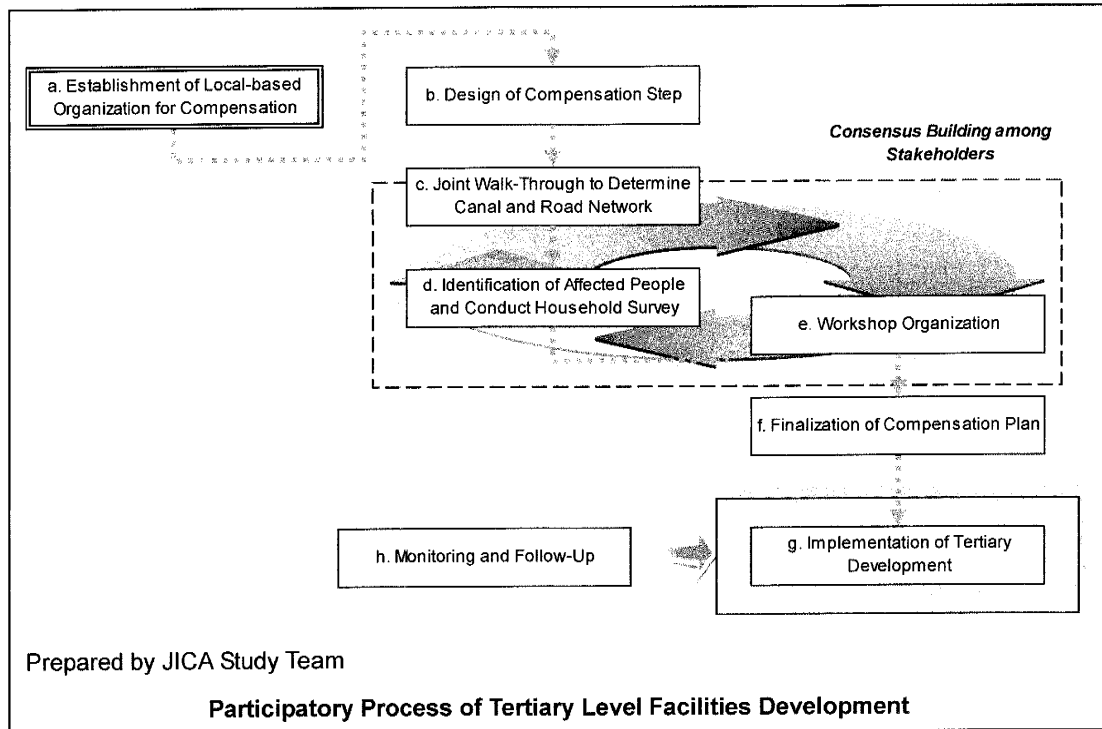 a. Establishment of Local-based
Organization for Compensation
b. Design of Compensation Step
Consensus Building among
Stakeholders
c. Joint Walk-Through to Determine
Canal and Road Network
d. Identification of Affected People
and Conduct Household Survey
e. Workshop Organization
f. Finalization of Compensation Plan
g. Implementation of Tertiary
Development
h. Monitoring and Follow-Up
Prepared by JICA Study Team
Participatory Process of Tertiary Level Facilities Development